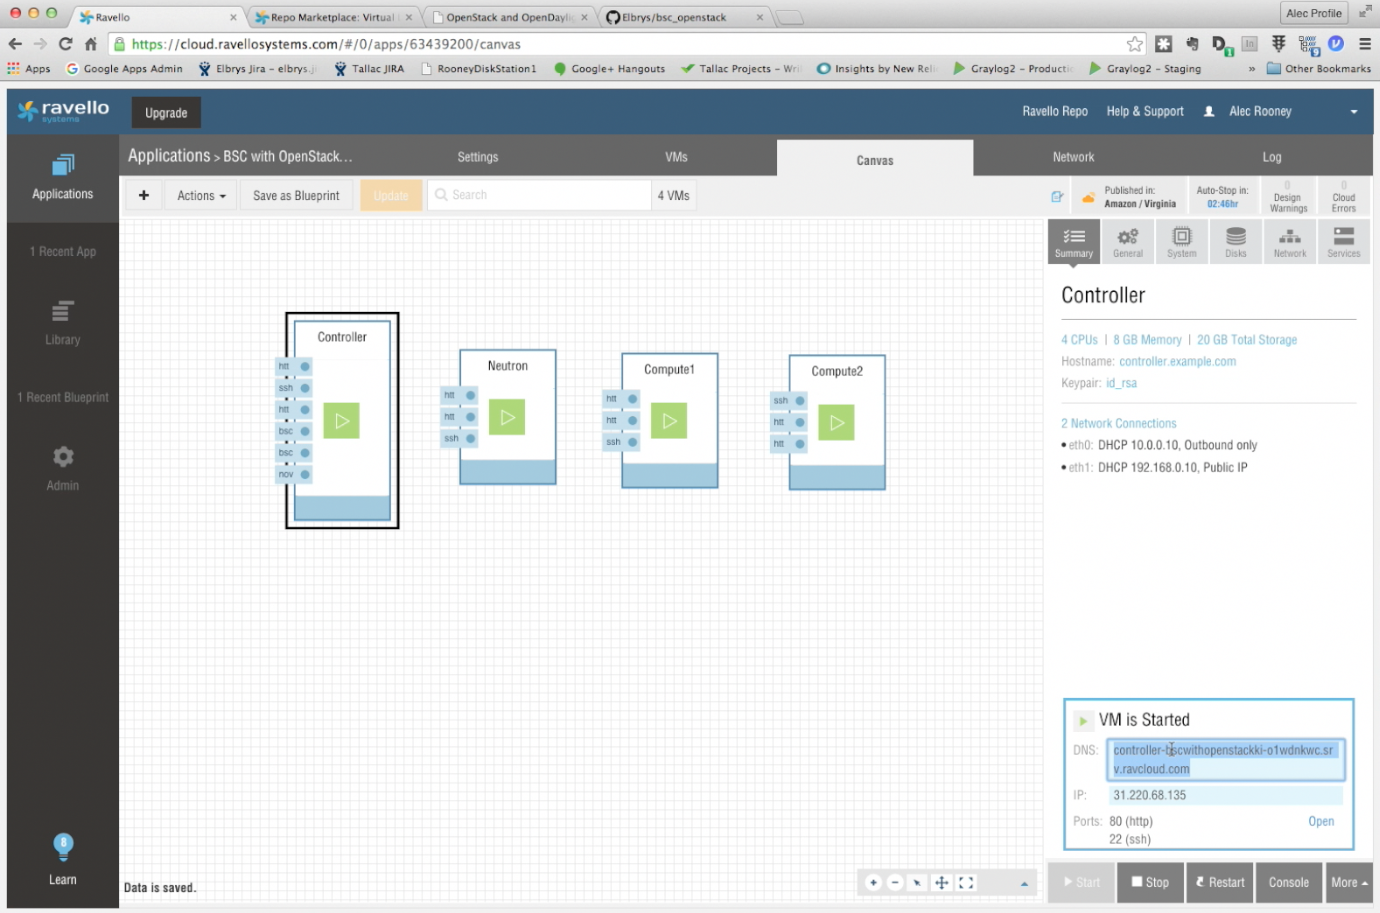 Ravello
Repo Marketplace: Virtual
OpenStack and OpenDayli
Elbrys/bsc_openstack
Alec Profile
https://cloud.ravellosystems.com/#/0/apps/63439200/canvas
Apps
Google Apps Admin
Elbrys Jira - elbrys.ji
Tallac JIRA
RooneyDiskStation1
Google+ Hangouts
Tallac Projects - Wri
Insights by New Reli
Graylog2 - Productio
Graylog2 - Staging
»
Other Bookmarks
ravello
systems
Upgrade
Ravello Repo
Help & Support
Alec Rooney
Applications
Applications > BSC with OpenStack...
Settings
VMs
Canvas
Network
Log
+
Actions
Save as Blueprint
Update
Search
4 VMs
Published in:
Amazon / Virginia
Auto-Stop in:
02:46hr
0
Design
Warnings
0
Cloud
Errors
1 Recent App
Library
1 Recent Blueprint
Admin
8
Learn
Summary
General
System
Disks
Network
Services
Controller
htt
ssh
htt
bsc
bsc
nov
Neutron
htt
htt
ssh
Compute1
htt
htt
ssh
Compute2
ssh
htt
htt
Controller
4 CPUs | 8 GB Memory | 20 GB Total Storage
Hostname: controller.example.com
Keypair: id_rsa
2 Network Connections
• eth0: DHCP 10.0.0.10, Outbound only
• eth1: DHCP 192.168.0.10, Public IP
VM is Started
DNS: controller-bscwithopenstackki-o1wdnkwc.sr
v.ravcloud.com
IP: 31.220.68.135
Ports: 80 (http) Open
22 (ssh)
Data is saved.
Start
Stop
Restart
Console
More